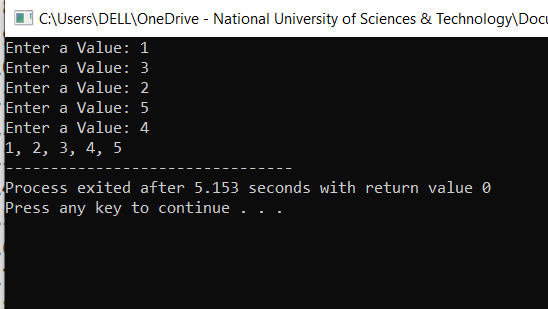 C:\Users\DELL\OneDrive - National University of Sciences & Technology\Docu
Enter a Value: 1
Enter a Value: 3
Enter a Value: 2
Enter a Value: 5
Enter a Value: 4
1, 2, 3, 4, 5
--------------------------------
Process exited after 5.153 seconds with return value 0
Press any key to continue . . .